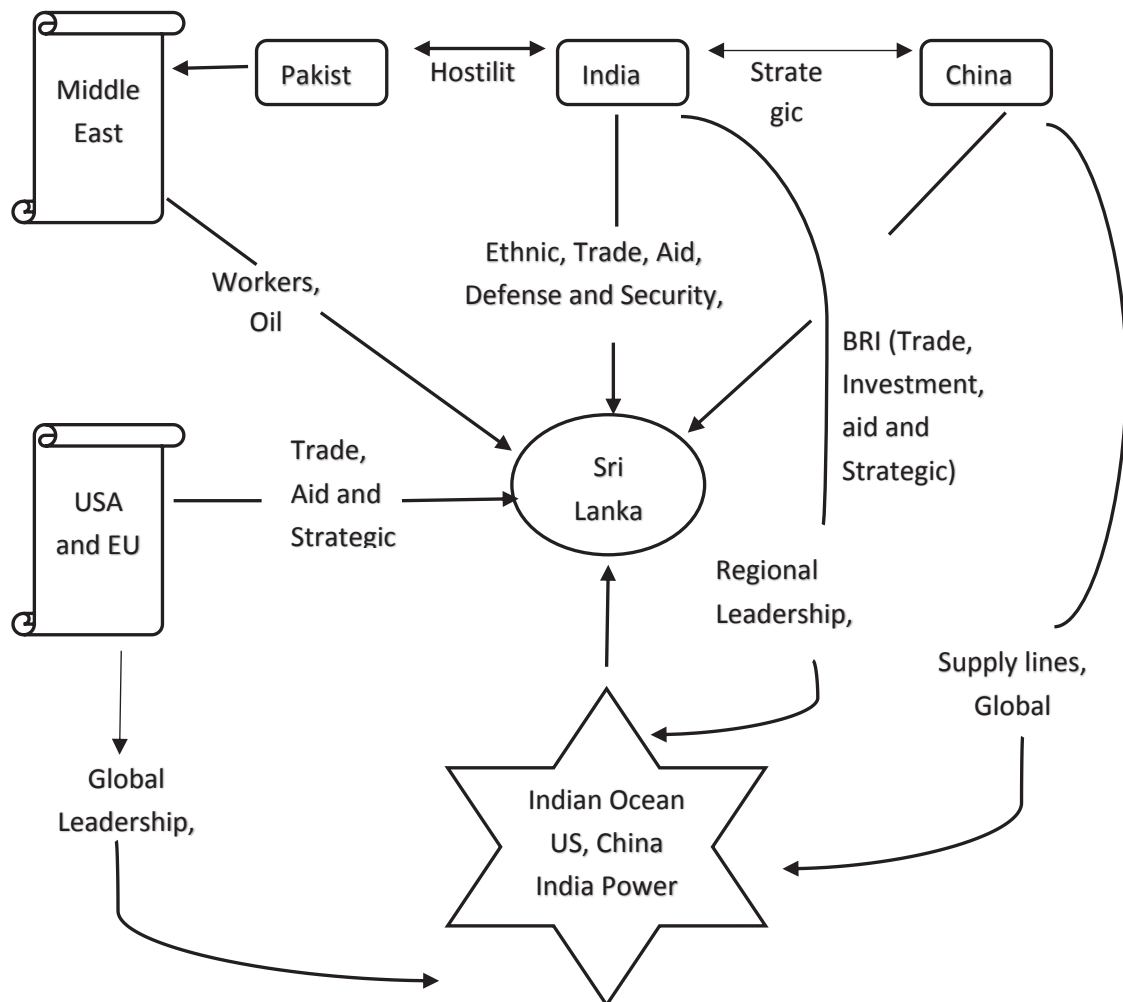 Middle
East
Pakist
Hostilit
India
Strate
gic
China
Workers,
Oil
Ethnic, Trade, Aid,
Defense and Security,
BRI (Trade,
Investment,
aid and
Strategic)
USA
and EU
Trade,
Aid and
Strategic
Sri
Lanka
Regional
Leadership,
Supply lines,
Global
Global
Leadership,
Indian Ocean
US, China
India Power